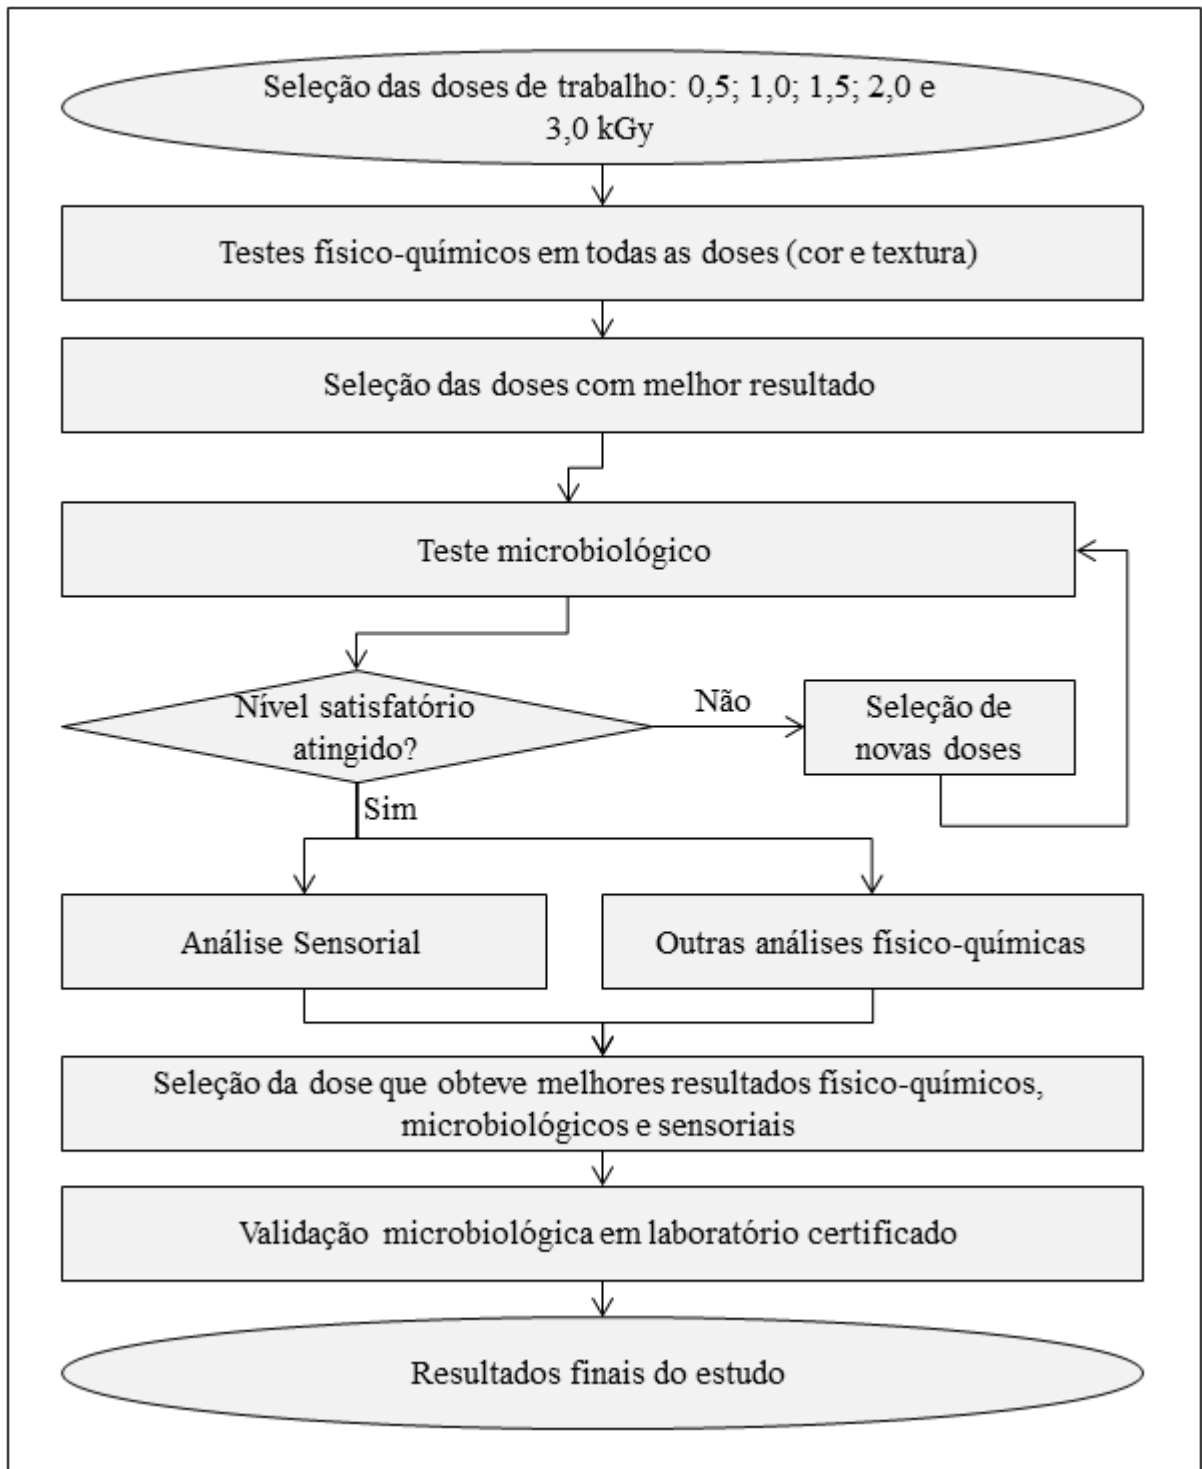 Seleção das doses de trabalho: 0,5; 1,0; 1,5; 2,0 e
3,0 kGy
Testes físico-químicos em todas as doses (cor e textura)
Seleção das doses com melhor resultado
Teste microbiológico
Nível satisfatório
atingido?
Não
Seleção de
novas doses
Sim
Análise Sensorial
Outras análises físico-químicas
Seleção da dose que obteve melhores resultados físico-químicos,
microbiológicos e sensoriais
Validação microbiológica em laboratório certificado
Resultados finais do estudo